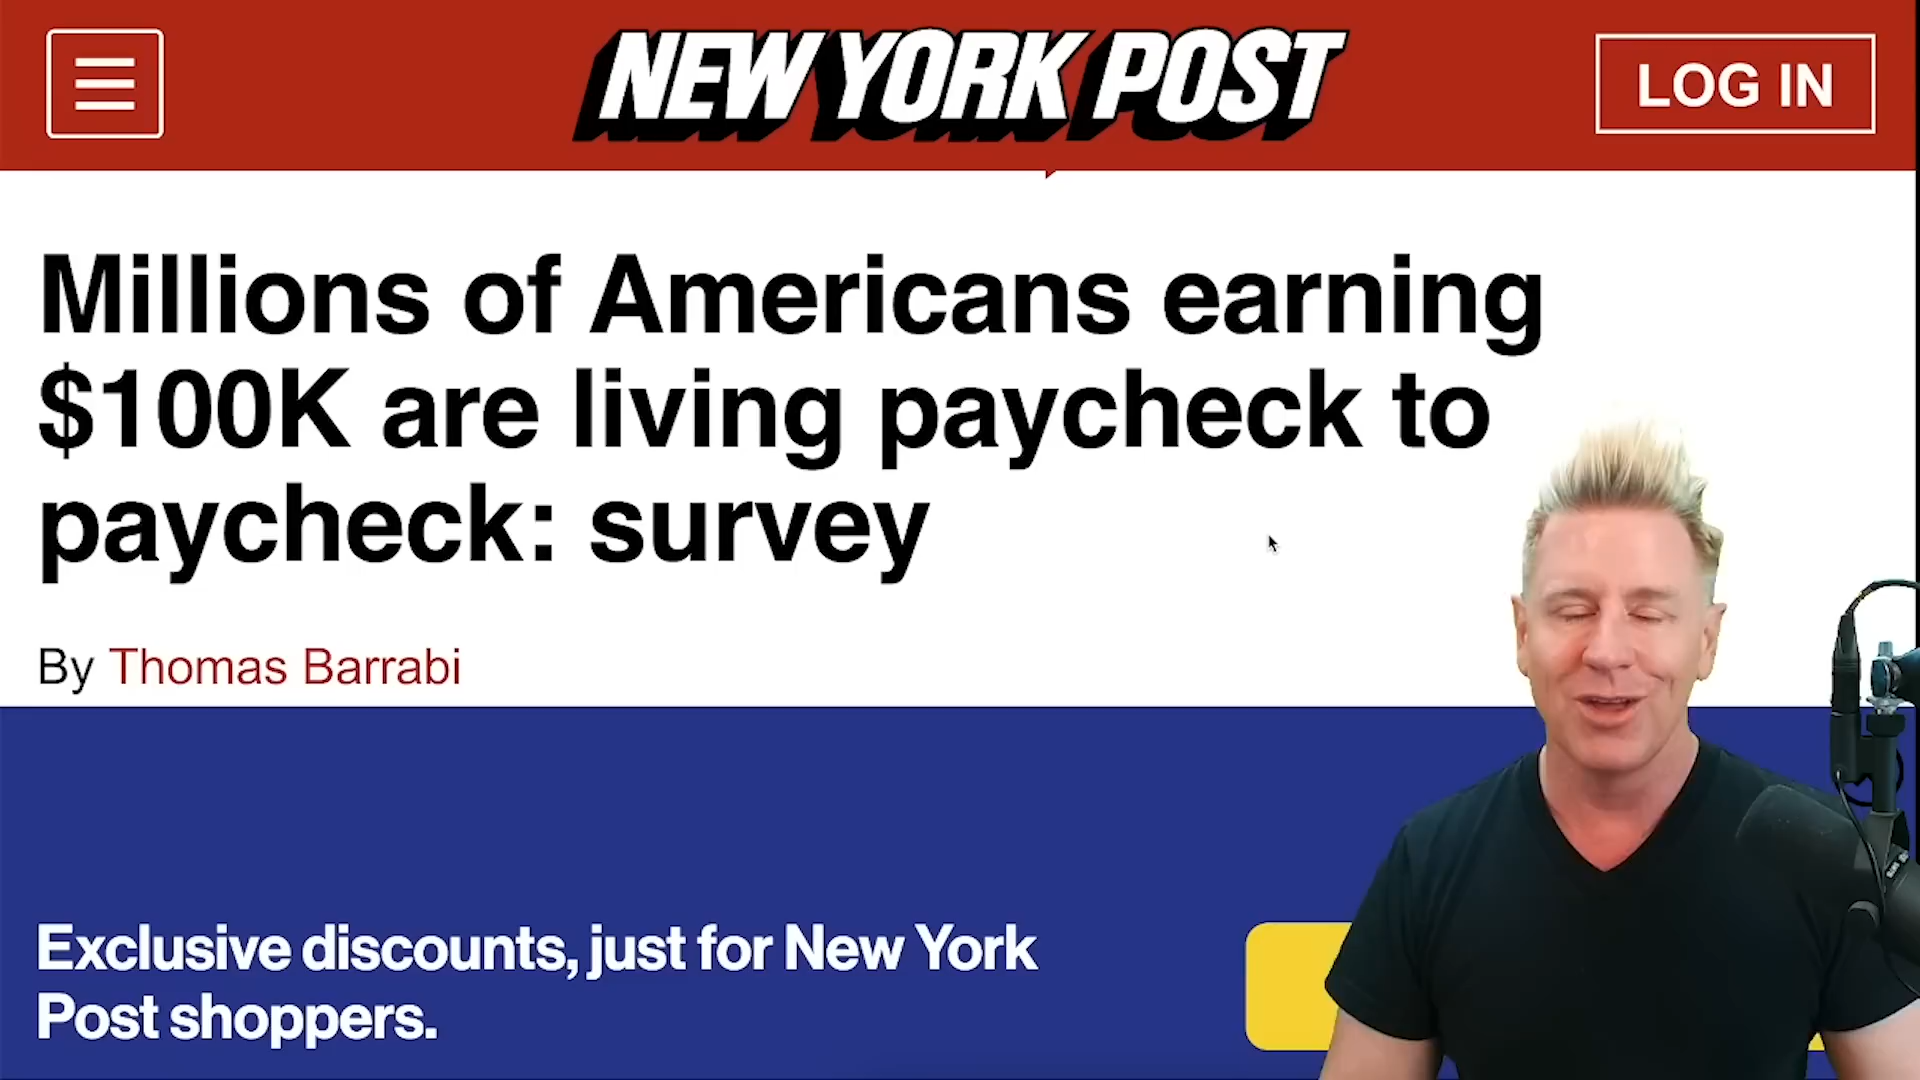 NEW YORK POST
LOG IN
Millions of Americans earning
$100K are living paycheck to
paycheck: survey
By Thomas Barrabi
Exclusive discounts, just for New York
Post shoppers.